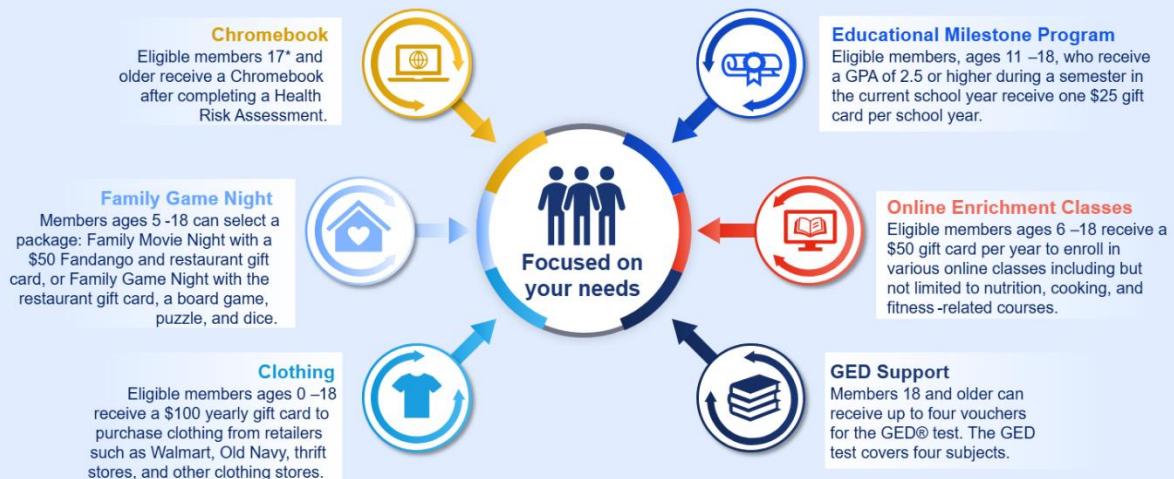 Chromebook
Eligible members 17* and
older receive a Chromebook
after completing a Health
Risk Assessment.
Family Game Night
Members ages 5 -18 can select a
package: Family Movie Night with a
$50 Fandango and restaurant gift
card, or Family Game Night with the
restaurant gift card, a board game,
puzzle, and dice.
Clothing
Eligible members ages 0 –18
receive a $100 yearly gift card to
purchase clothing from retailers
such as Walmart, Old Navy, thrift
stores, and other clothing stores.
Focused on
your needs
Educational Milestone Program
Eligible members, ages 11 –18, who receive
a GPA of 2.5 or higher during a semester in
the current school year receive one $25 gift
card per school year.
Online Enrichment Classes
Eligible members ages 6 –18 receive a
$50 gift card per year to enroll in
various online classes including but
not limited to nutrition, cooking, and
fitness -related courses.
GED Support
Members 18 and older can
receive up to four vouchers
for the GED® test. The GED
test covers four subjects.